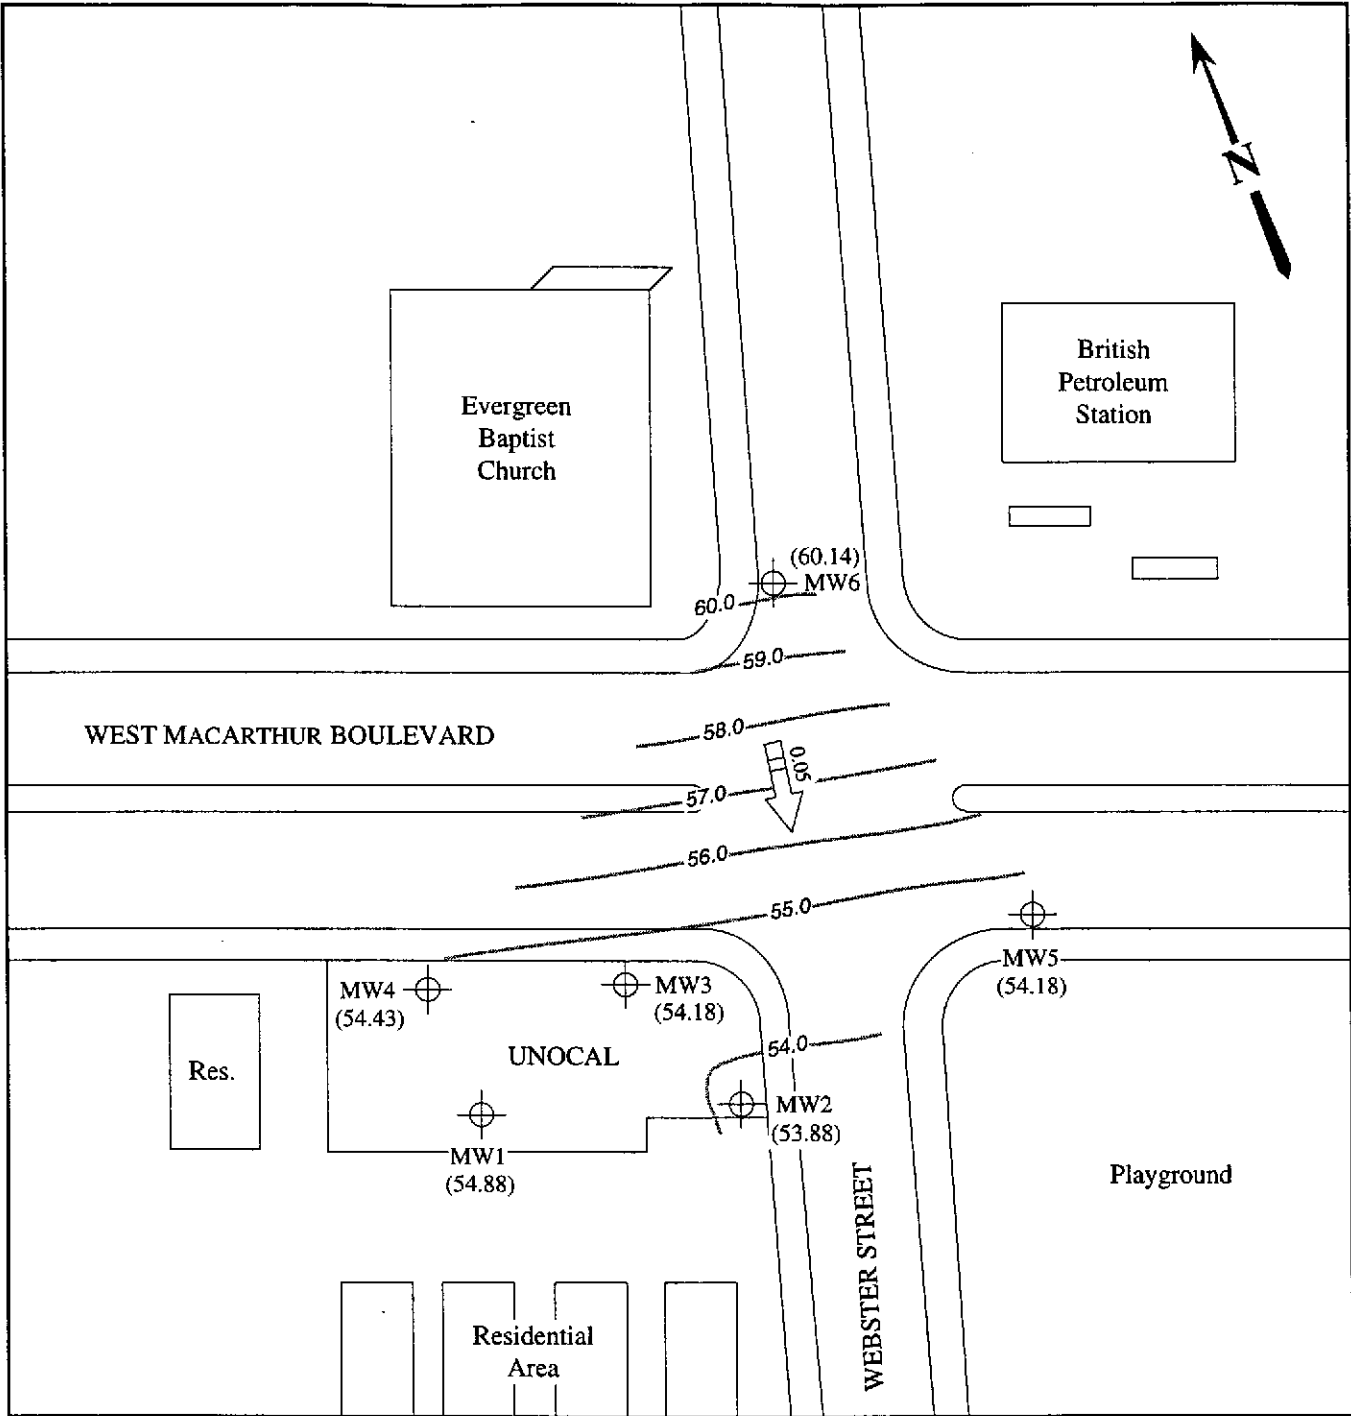 N
British
Petroleum
Station
Evergreen
Baptist
Church
(60.14)
MW6
60.0
59.0
58.0
WEST MACARTHUR BOULEVARD
0.05
57.0
56.0
55.0
MW5
(54.18)
MW4
(54.43)
MW3
(54.18)
54.0
UNOCAL
Res.
MW2
(53.88)
MW1
(54.88)
Playground
WEBSTER STREET
Residential
Area